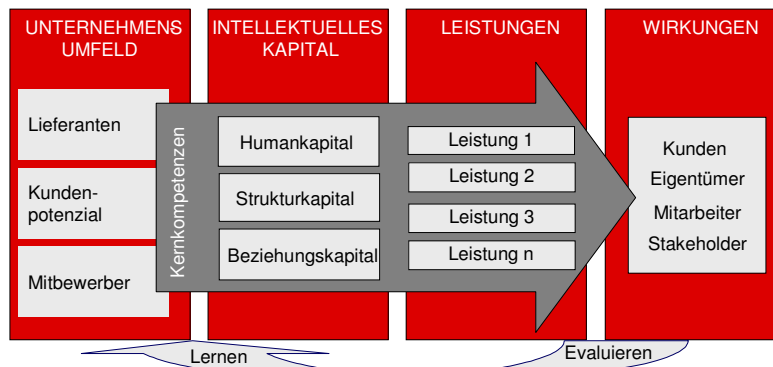 UNTERNEHMENS
UMFELD
INTELLEKTUELLES
KAPITAL
LEISTUNGEN
WIRKUNGEN
Lieferanten
Kunden-
potenzial
Mitbewerber
Kernkompetenzen
Humankapital
Strukturkapital
Beziehungskapital
Leistung 1
Leistung 2
Leistung 3
Leistung n
Kunden
Eigentümer
Mitarbeiter
Stakeholder
Lernen
Evaluieren